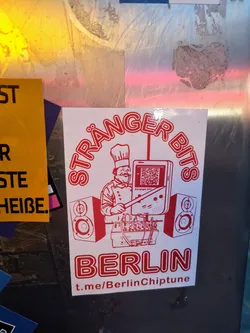 ST
R
STE
HEIßE.
STRÄNGER BITS
BERLIN
t.me/BerlinChiptune